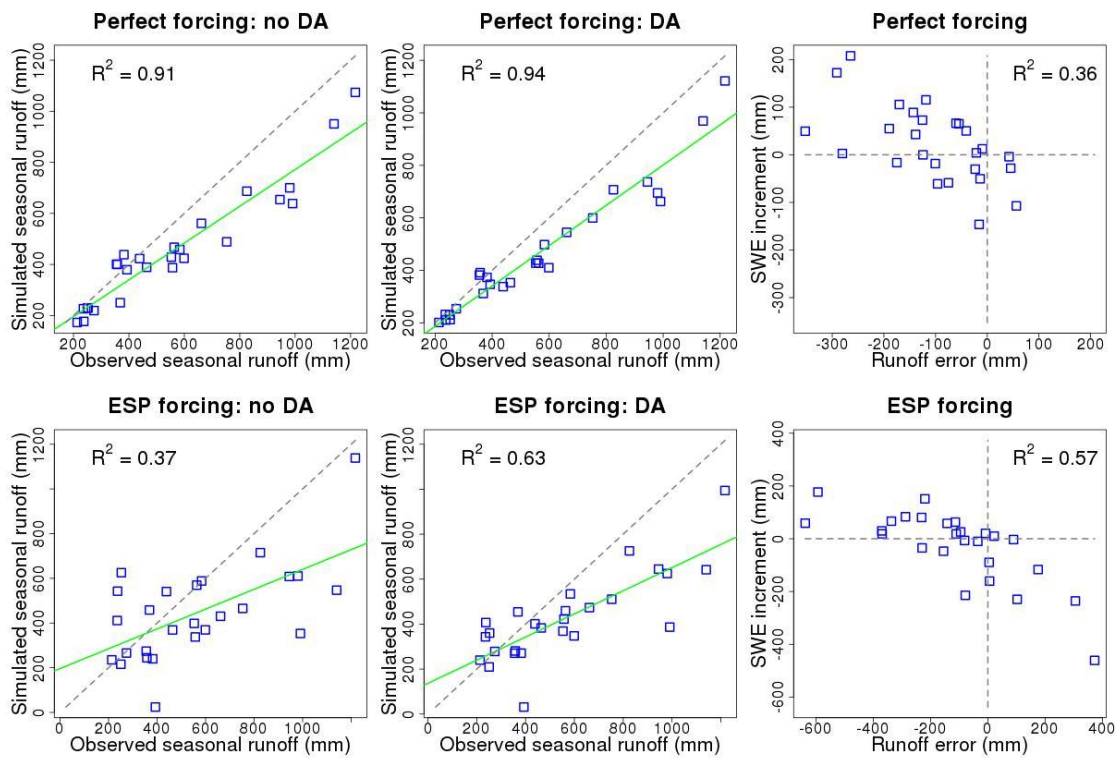 Perfect forcing: no DA
R² = 0.91
Simulated seasonal runoff (mm)
200 400 600 800 1000 1200
200 400 600 800 1000 1200
Observed seasonal runoff (mm)
Perfect forcing: DA
R² = 0.94
Simulated seasonal runoff (mm)
200 400 600 800 1000 1200
200 400 600 800 1000 1200
Observed seasonal runoff (mm)
Perfect forcing
R² = 0.36
SWE increment (mm)
-300 -200 -100 0 100 200
-300 -200 -100 0 100 200
Runoff error (mm)
ESP forcing: no DA
R² = 0.37
Simulated seasonal runoff (mm)
0 200 400 600 800 1200
0 200 400 600 800 1000
Observed seasonal runoff (mm)
ESP forcing: DA
R² = 0.63
Simulated seasonal runoff (mm)
0 200 400 600 800 1200
0 200 400 600 800 1000
Observed seasonal runoff (mm)
ESP forcing
R² = 0.57
SWE increment (mm)
-600 -400 -200 0 200 400
-600 -400 -200 0 200 400
Runoff error (mm)